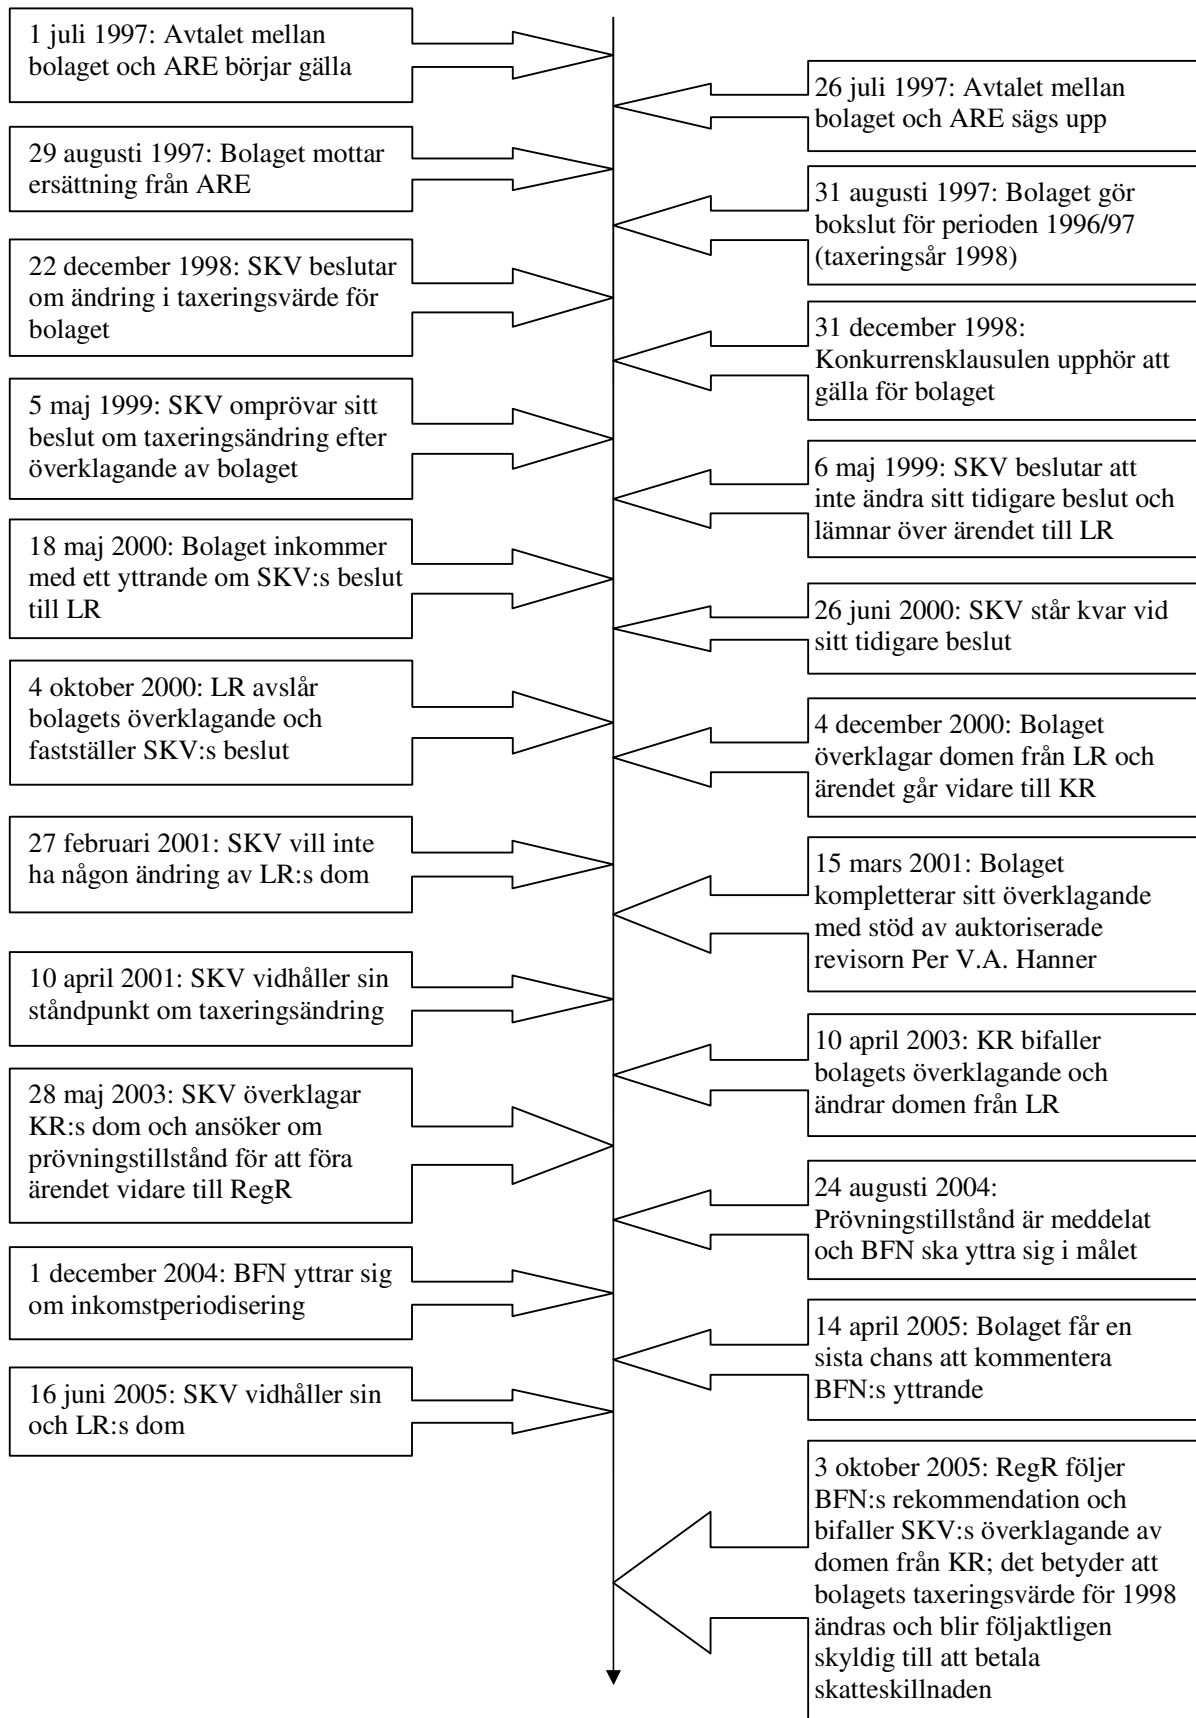 1 juli 1997: Avtalet mellan
bolaget och ARE börjar gälla
26 juli 1997: Avtalet mellan
bolaget och ARE sägs upp
29 augusti 1997: Bolaget mottar
ersättning från ARE
31 augusti 1997: Bolaget gör
bokslut för perioden 1996/97
(taxeringsår 1998)
22 december 1998: SKV beslutar
om ändring i taxeringsvärde för
bolaget
31 december 1998:
Konkurrensklausulen upphör att
gälla för bolaget
5 maj 1999: SKV omprövar sitt
beslut om taxeringsändring efter
överklagande av bolaget
6 maj 1999: SKV beslutar att
inte ändra sitt tidigare beslut och
lämnar över ärendet till LR
18 maj 2000: Bolaget inkommer
med ett yttrande om SKV:s beslut
till LR
26 juni 2000: SKV står kvar vid
sitt tidigare beslut
4 oktober 2000: LR avslår
bolagets överklagande och
fastställer SKV:s beslut
4 december 2000: Bolaget
överklagar domen från LR och
ärendet går vidare till KR
27 februari 2001: SKV vill inte
ha någon ändring av LR:s dom
15 mars 2001: Bolaget
kompletterar sitt överklagande
med stöd av auktoriserade
revisorn Per V.A. Hanner
10 april 2001: SKV vidhåller sin
ståndpunkt om taxeringsändring
10 april 2003: KR bifaller
bolagets överklagande och
ändrar domen från LR
28 maj 2003: SKV överklagar
KR:s dom och ansöker om
prövningstillstånd för att föra
ärendet vidare till RegR
24 augusti 2004:
Prövningstillstånd är meddelat
och BFN ska yttra sig i målet
1 december 2004: BFN yttrar sig
om inkomstperiodisering
14 april 2005: Bolaget får en
sista chans att kommentera
BFN:s yttrande
16 juni 2005: SKV vidhåller sin
och LR:s dom
3 oktober 2005: RegR följer
BFN:s rekommendation och
bifaller SKV:s överklagande av
domen från KR; det betyder att
bolagets taxeringsvärde för 1998
ändras och blir följaktligen
skyldig till att betala
skatteskillnaden